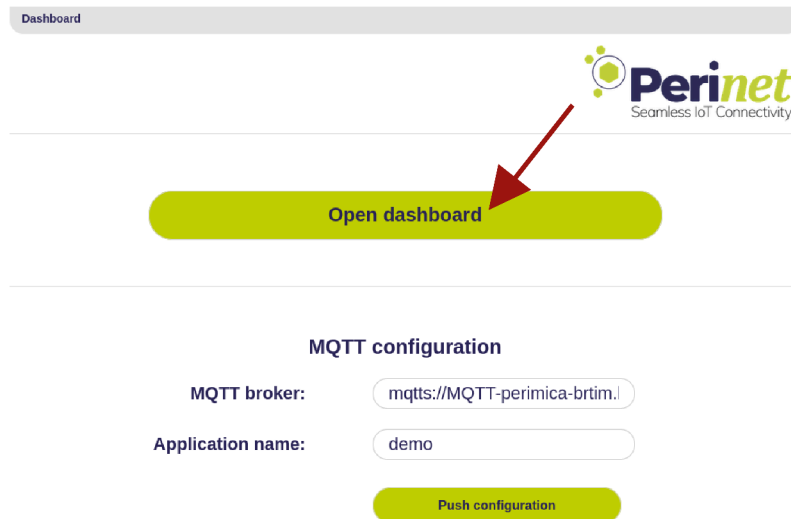 Dashboard
Perinet
Seamless IoT Connectivity
Open dashboard
MQTT configuration
MQTT broker: mqtts://MQTT-perimica-brtim.
Application name: demo
Push configuration